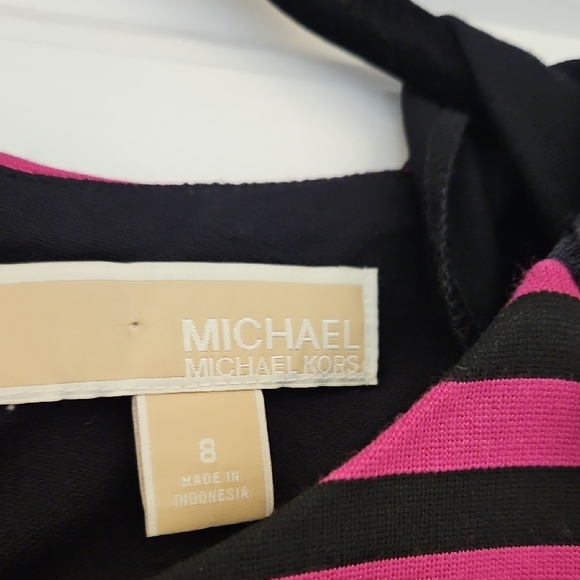 MICHAEL
MICHAEL KORS
8
MADE IN
INDONESIA